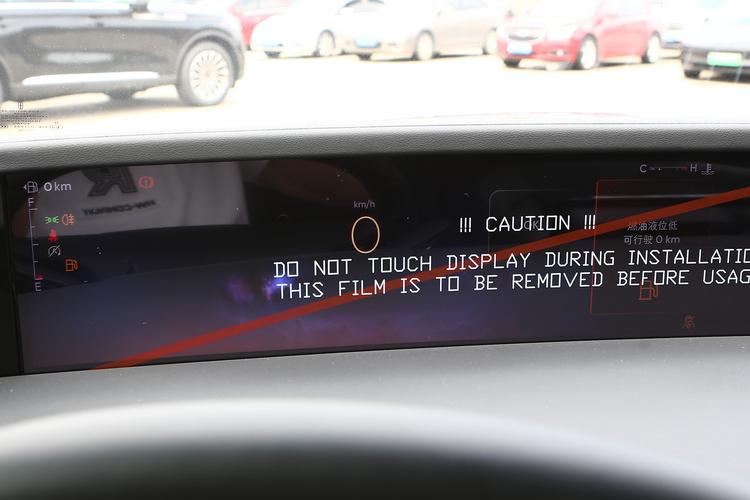 0 km
F
E
km/h
0
C H
!!! CAUTION !!!
OK
燃油液位低
可行驶 0 km
DO NOT TOUCH DISPLAY DURING INSTALLATIO
THIS FILM IS TO BE REMOVED BEFORE USAG